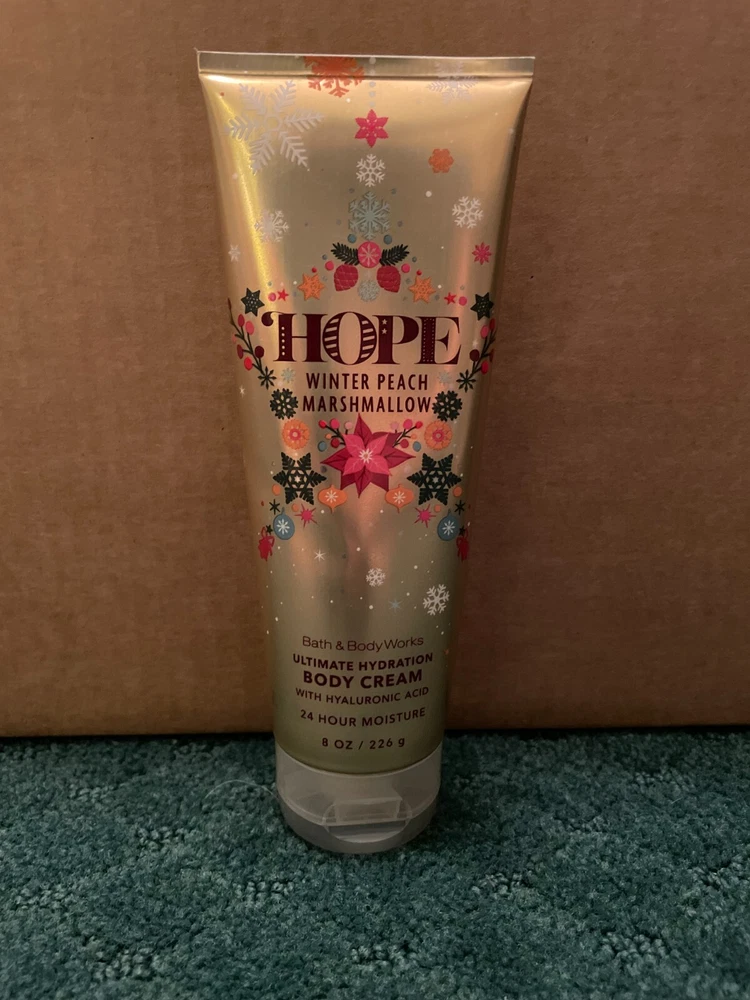 HOPE
WINTER PEACH
MARSHMALLOW
Bath & Body Works
ULTIMATE HYDRATION
BODY CREAM
WITH HYALURONIC ACID
24 HOUR MOISTURE
8 OZ / 226 g